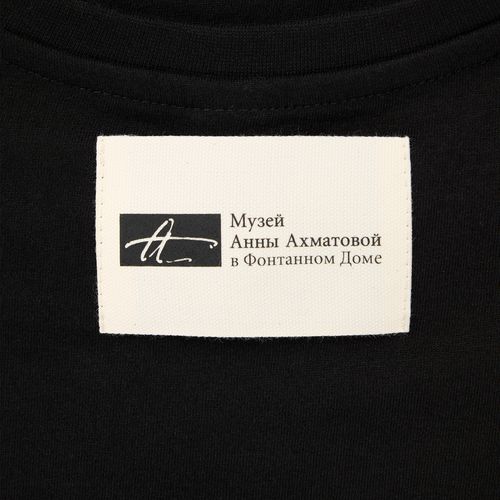 Музей
Анны Ахматовой
в Фонтанном Доме